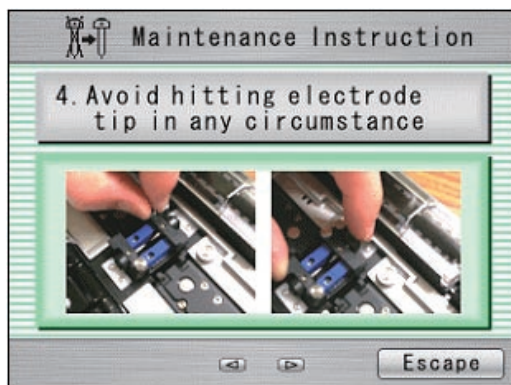 Maintenance Instruction
4. Avoid hitting electrode
tip in any circumstance
Escape